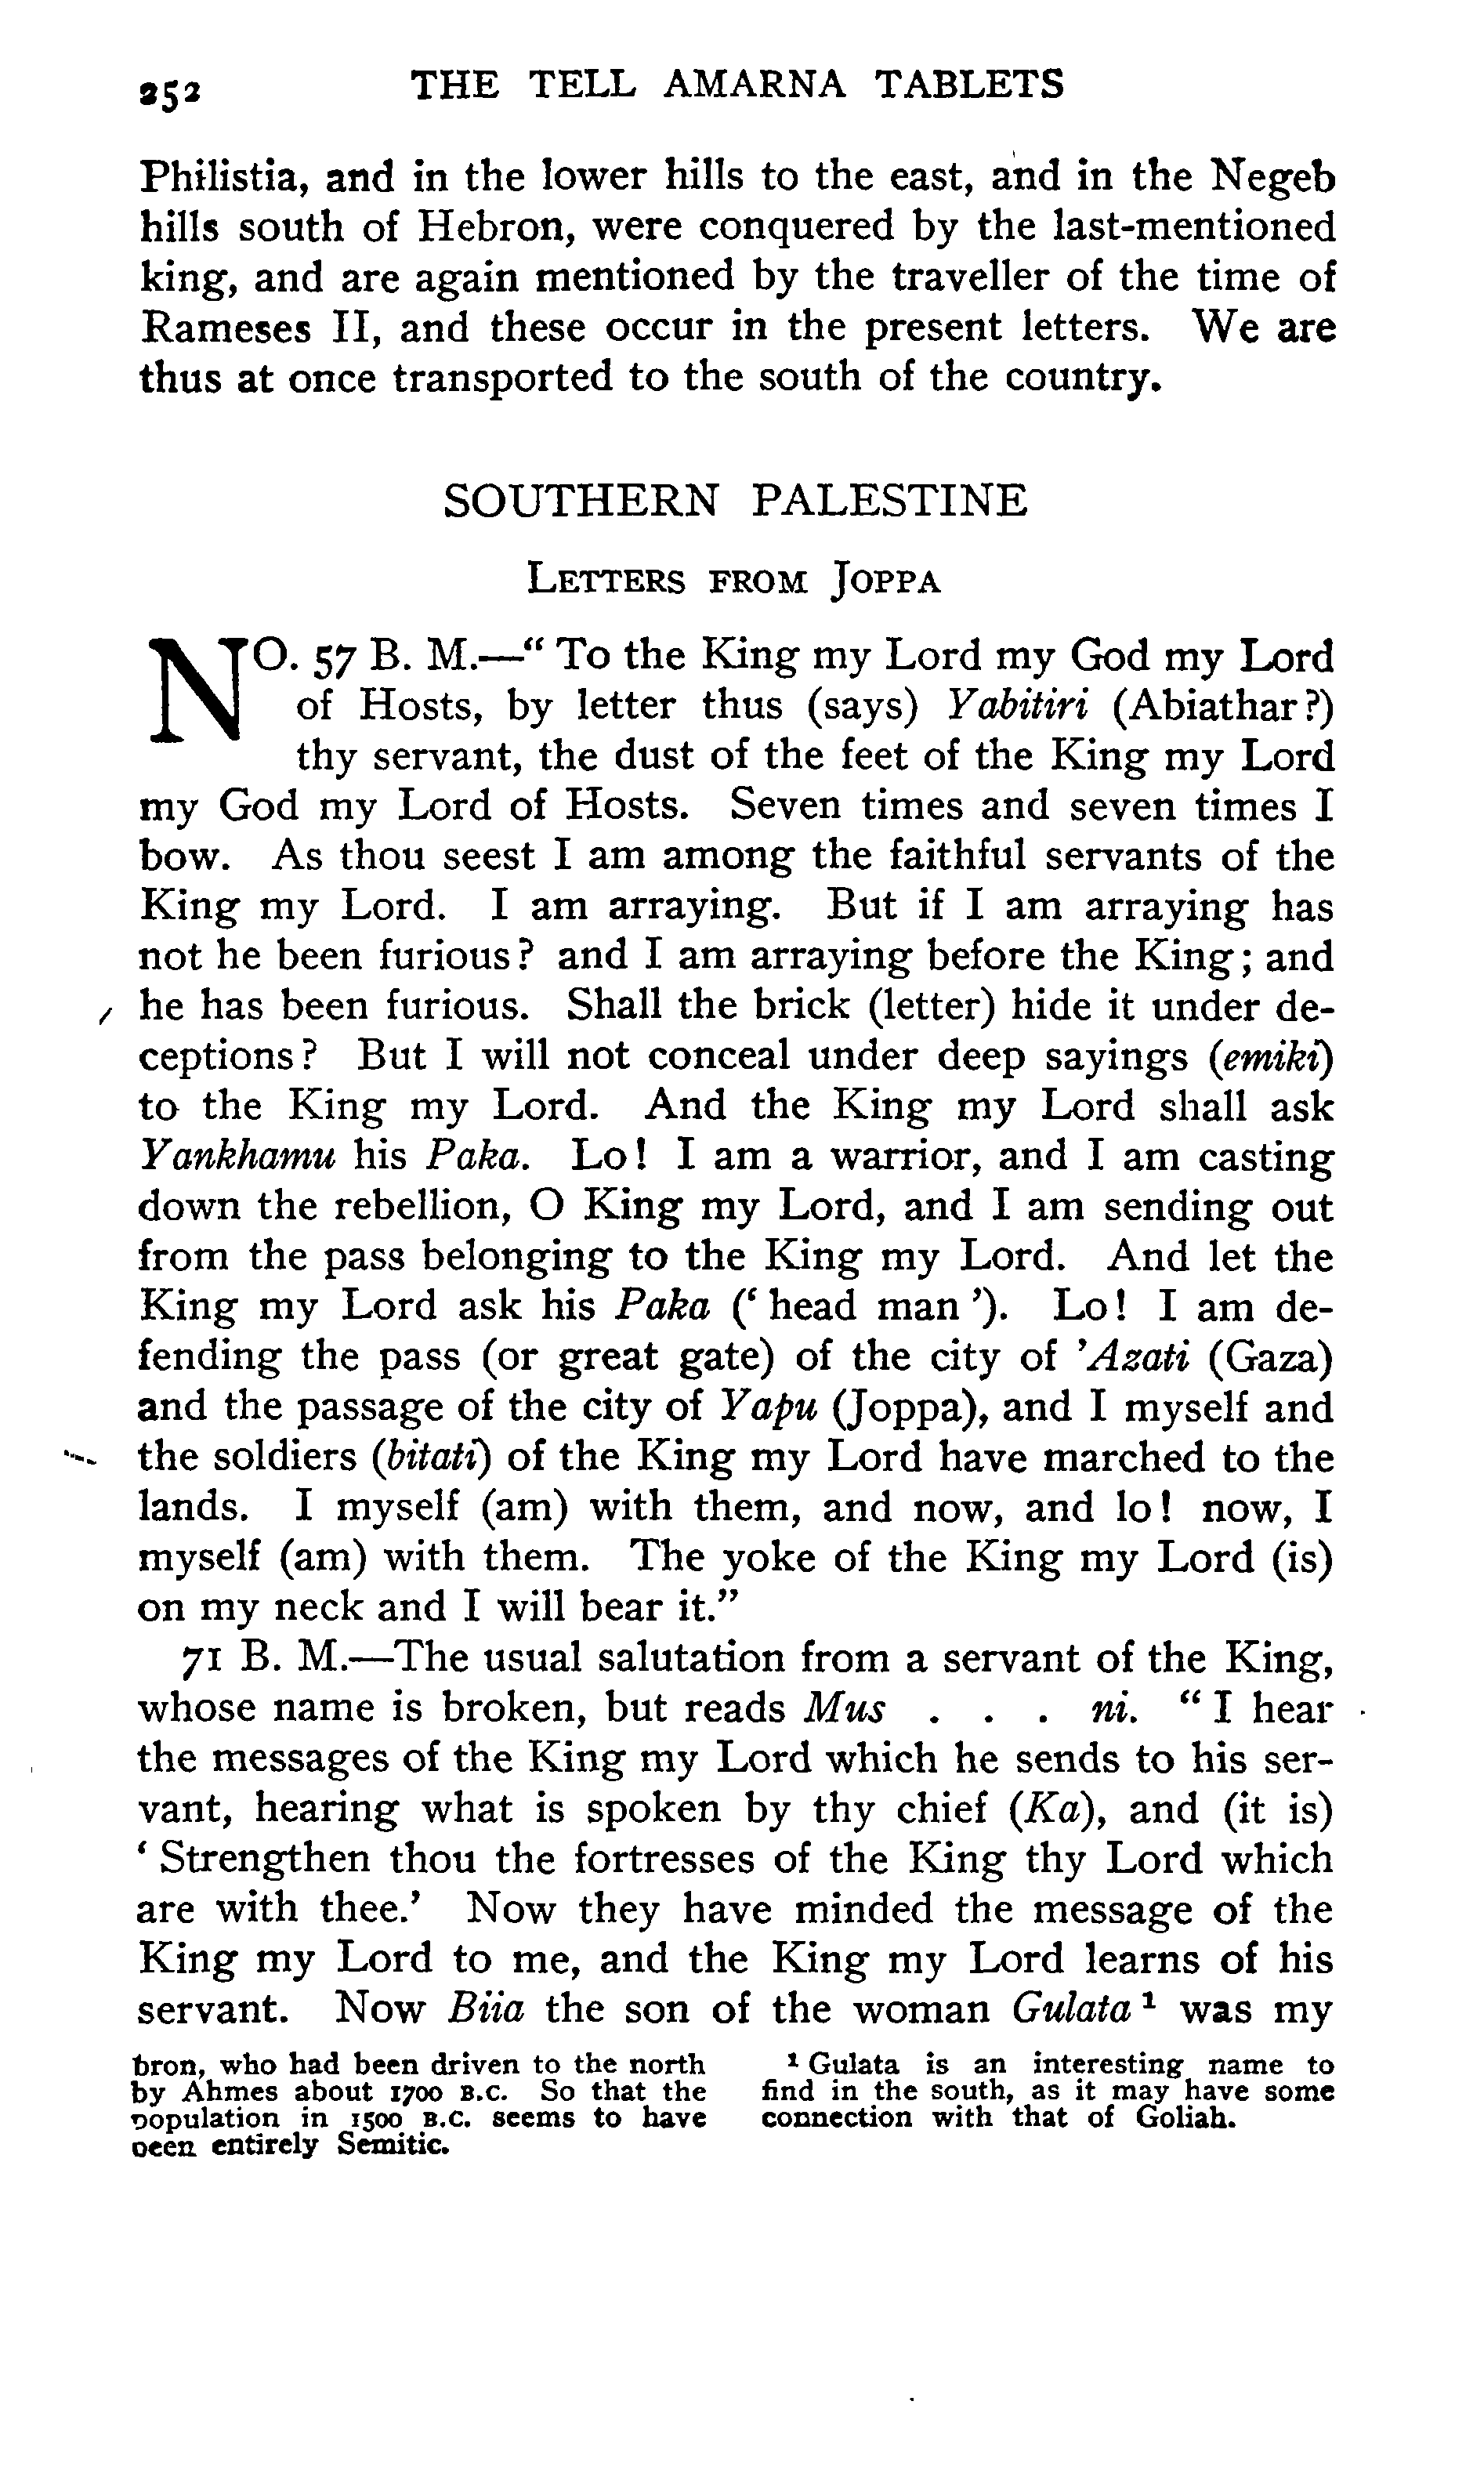 252 THE TELL AMARNA TABLETS
Philistia, and in the lower hills to the east, and in the Negeb
hills south of Hebron, were conquered by the last-mentioned
king, and are again mentioned by the traveller of the time of
Rameses II, and these occur in the present letters. We are
thus at once transported to the south of the country.
SOUTHERN PALESTINE
LETTERS FROM JOPPA
NO. 57 B. M.—“ To the King my Lord my God my Lord
of Hosts, by letter thus (says) Yabitiri (Abiathar?)
thy servant, the dust of the feet of the King my Lord
my God my Lord of Hosts. Seven times and seven times I
bow. As thou seest I am among the faithful servants of the
King my Lord. I am arraying. But if I am arraying has
not he been furious? and I am arraying before the King; and
he has been furious. Shall the brick (letter) hide it under de-
ceptions? But I will not conceal under deep sayings (emiki)
to the King my Lord. And the King my Lord shall ask
Yankhamu his Paka. Lo! I am a warrior, and I am casting
down the rebellion, O King my Lord, and I am sending out
from the pass belonging to the King my Lord. And let the
King my Lord ask his Paka (‘ head man ’). Lo! I am de-
fending the pass (or great gate) of the city of ’Azati (Gaza)
and the passage of the city of Yapu (Joppa), and I myself and
the soldiers (bitati) of the King my Lord have marched to the
lands. I myself (am) with them, and now, and lo! now, I
myself (am) with them. The yoke of the King my Lord (is)
on my neck and I will bear it.”
71 B. M.—The usual salutation from a servant of the King,
whose name is broken, but reads Mus . . . ni. “ I hear
the messages of the King my Lord which he sends to his ser-
vant, hearing what is spoken by thy chief (Ka), and (it is)
‘ Strengthen thou the fortresses of the King thy Lord which
are with thee.’ Now they have minded the message of the
King my Lord to me, and the King my Lord learns of his
servant. Now Biia the son of the woman Gulata ¹ was my
bron, who had been driven to the north
by Ahmes about 1700 B.C. So that the
population in 1500 B.C. seems to have
been entirely Semitic.
¹ Gulata is an interesting name to
find in the south, as it may have some
connection with that of Goliah.